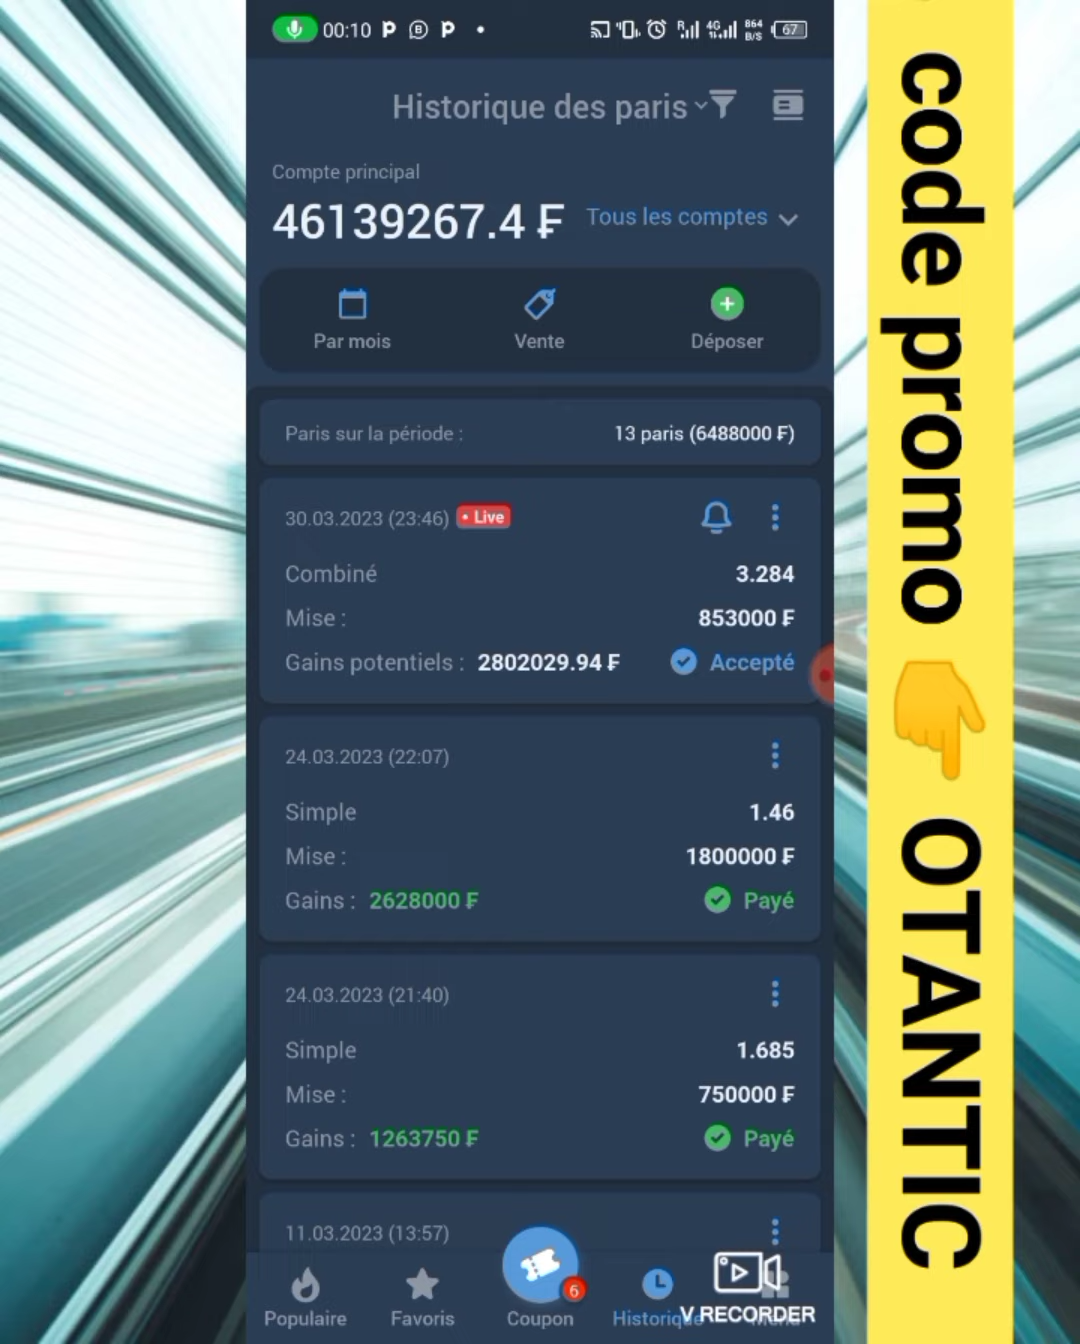 00:10
864
B/S
R
4G
67
Historique des paris
Compte principal
46139267.4 ₣
Tous les comptes
Par mois
Vente
Déposer
Paris sur la période :
13 paris (6488000 ₣)
30.03.2023 (23:46) • Live
Combiné
3.284
Mise :
853000 ₣
Gains potentiels : 2802029.94 ₣
Accepté
24.03.2023 (22:07)
Simple
1.46
Mise :
1800000 ₣
Gains : 2628000 ₣
Payé
24.03.2023 (21:40)
Simple
1.685
Mise :
750000 ₣
Gains : 1263750 ₣
Payé
11.03.2023 (13:57)
6
Populaire
Favoris
Coupon
Historique
V RECORDER
code promo 👉 OTANTIC